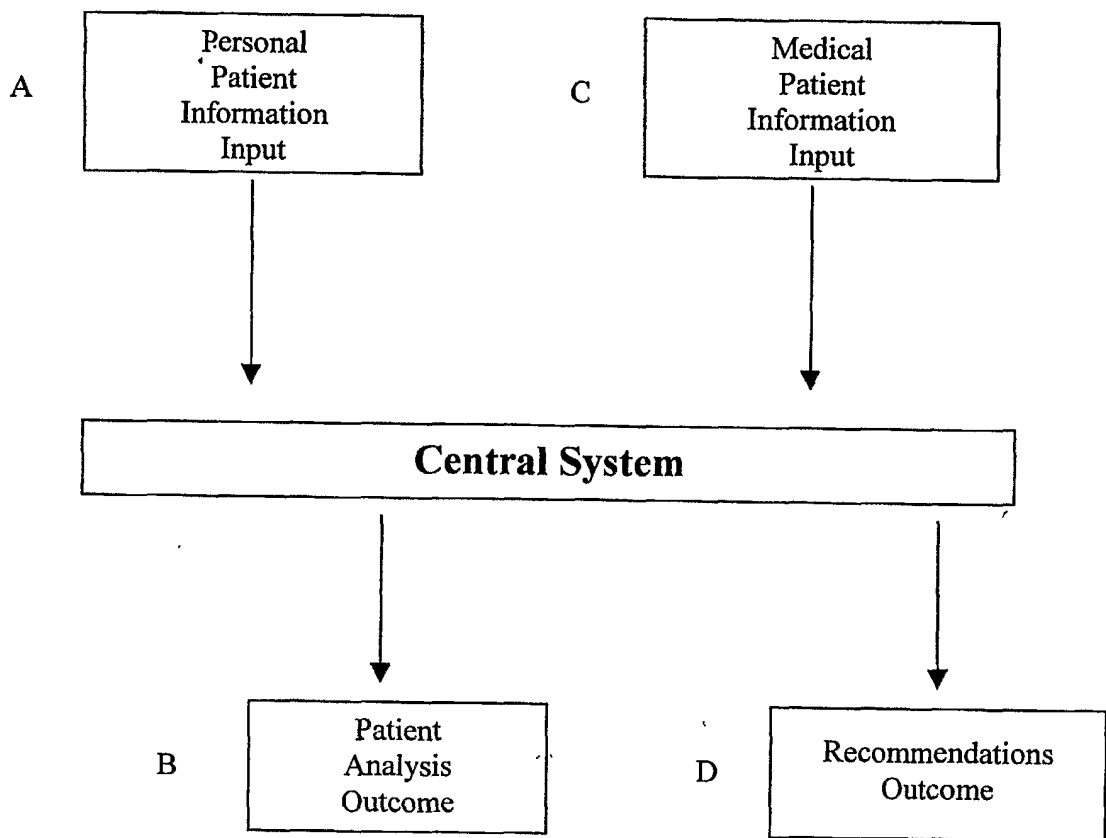 A
Personal
Patient
Information
Input
C
Medical
Patient
Information
Input
Central System
B
Patient
Analysis
Outcome
D
Recommendations
Outcome